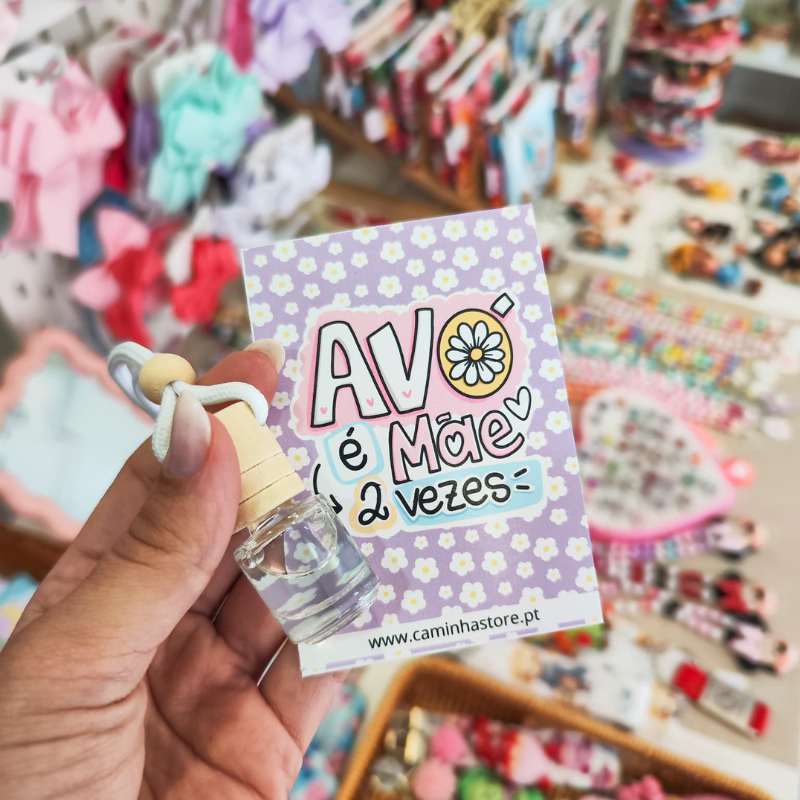 AVÓ
é Mãe
2 vezes
www.caminhastore.pt